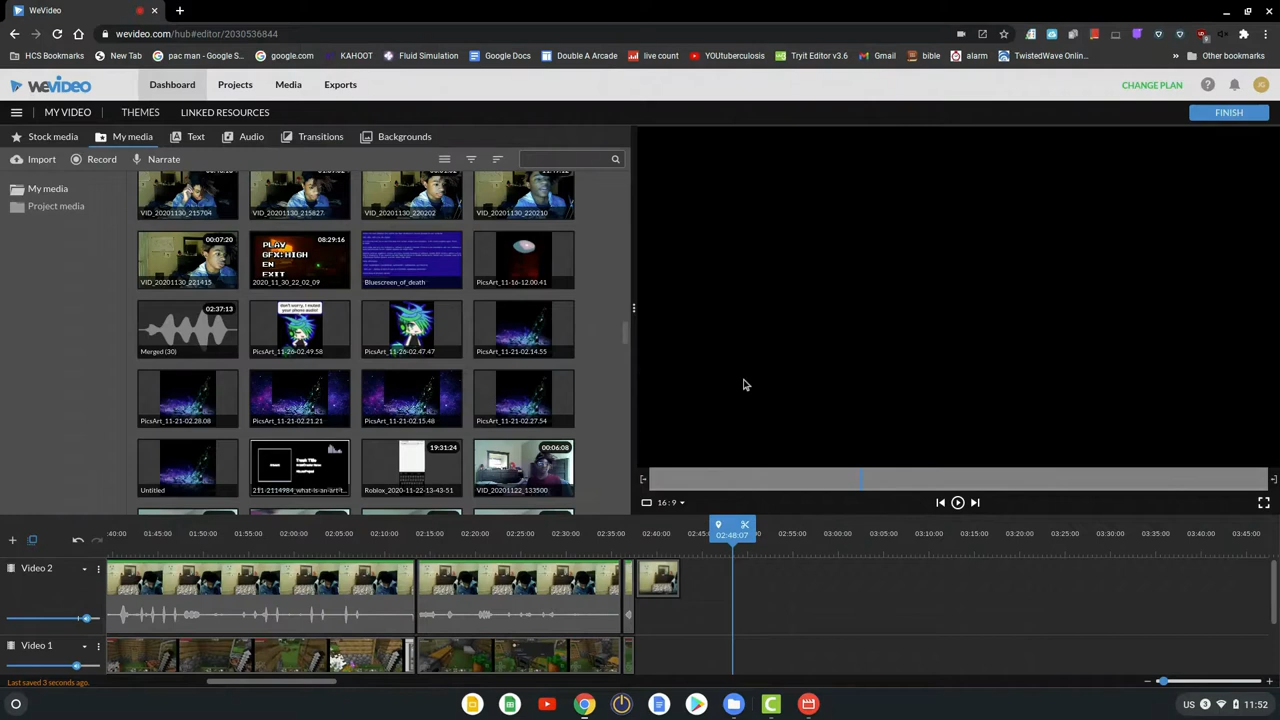 WeVideo
wevideo.com/hub#editor/2030536844
HCS Bookmarks
New Tab
pac man - google...
google.com
KAHOOT
Fluid Simulation
Google Docs
Double A Arcade
live count
YOUtuberculosis
Tryit Editor v3.6
Gmail
bible
alarm
TwistedWave Onlin...
»
Other bookmarks
wevideo
Dashboard
Projects
Media
Exports
CHANGE PLAN
MY VIDEO
THEMES
LINKED RESOURCES
FINISH
Stock media
My media
Text
Audio
Transitions
Backgrounds
Import
Record
Narrate
My media
Project media
VID_20201130_215704
VID_20201130_215827
VID_20201130_220202
VID_20201130_220210
00:07:20
VID_20201130_221415
08:29:16
PLAY
GFX:HIGH
EN
EXIT
2020_11_30_22_02_09
Bluescreen_of_death
PicsArt_11-16-12.00.41
02:37:13
Merged (30)
don't sorry, I muted
your phone audio!
PicsArt_11-26-02.49.58
PicsArt_11-26-02.47.47
PicsArt_11-21-02.14.55
PicsArt_11-21-02.28.08
PicsArt_11-21-02.21.21
PicsArt_11-21-02.15.48
PicsArt_11-21-02.27.54
Untitled
Track Title
211-2114984_what-is-an-art-t...
19:31:24
Roblox_2020-11-22-13-43-51
00:06:08
VID_20201122_133500
16:9
:40:00
01:45:00
01:50:00
01:55:00
02:00:00
02:05:00
02:10:00
02:15:00
02:20:00
02:25:00
02:30:00
02:35:00
02:40:00
02:45:
02:48:07
:00
02:55:00
03:00:00
03:05:00
03:10:00
03:15:00
03:20:00
03:25:00
03:30:00
03:35:00
03:40:00
03:45:00
Video 2
Video 1
Last saved 3 seconds ago.
US
3
11:52